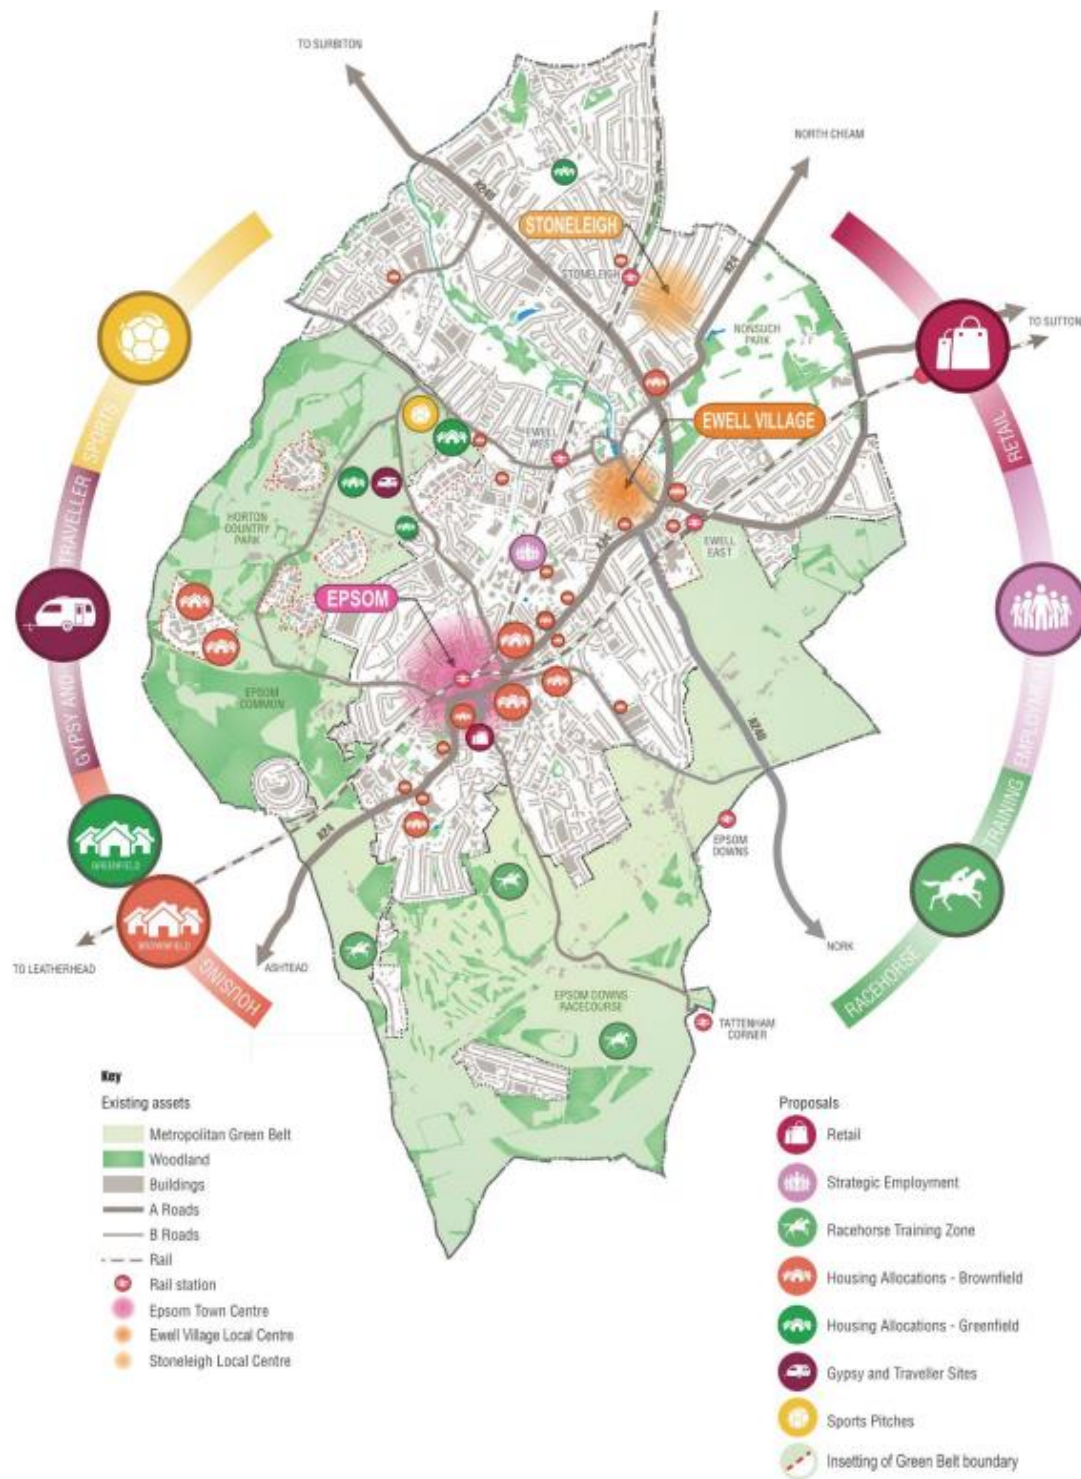 TO SURBITON
NORTH CHEAM
A240
STONELEIGH
STONELEIGH
A24
NONSUCH
PARK
TO SUTTON
SPORTS
RETAIL
EWELL
WEST
EWELL VILLAGE
TRAVELLER
HORTON
COUNTRY
PARK
A24
EWELL
EAST
EPSOM
GYPSY AND
EPSOM
COMMON
EMPLOYMENT
TRAINING
A24
EPSOM
DOWNS
GREENFIELD
BROWNFIELD
HOUSING
TO LEATHERHEAD
ASHTEAD
NORK
RACEHORSE
EPSOM DOWNS
RACECOURSE
TATTENHAM
CORNER
Key
Existing assets
Metropolitan Green Belt
Woodland
Buildings
A Roads
B Roads
Rail
Rail station
Epsom Town Centre
Ewell Village Local Centre
Stoneleigh Local Centre
Proposals
Retail
Strategic Employment
Racehorse Training Zone
Housing Allocations - Brownfield
Housing Allocations - Greenfield
Gypsy and Traveller Sites
Sports Pitches
Insetting of Green Belt boundary